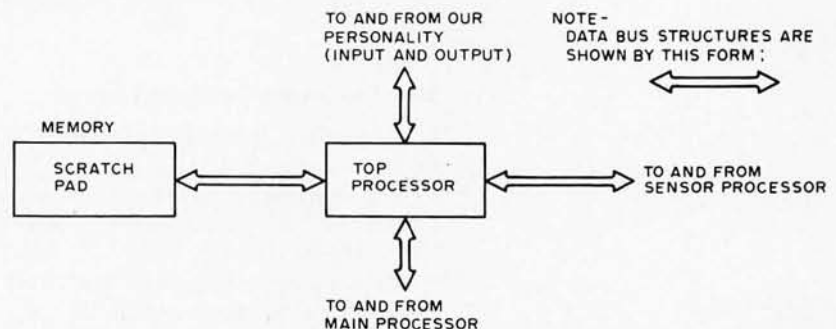 TO AND FROM OUR
PERSONALITY
(INPUT AND OUTPUT)
NOTE-
DATA BUS STRUCTURES ARE
SHOWN BY THIS FORM:
MEMORY
SCRATCH
PAD
TOP
PROCESSOR
TO AND FROM
SENSOR PROCESSOR
TO AND FROM
MAIN PROCESSOR